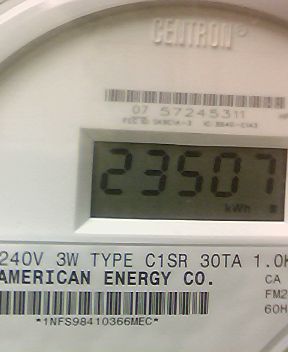 CENTRON®
07 57245311
23507
kWh
240V 3W TYPE C1SR 30TA 1.0K
AMERICAN ENERGY CO. CA
FM2
60H
*1NFS98410366MEC*